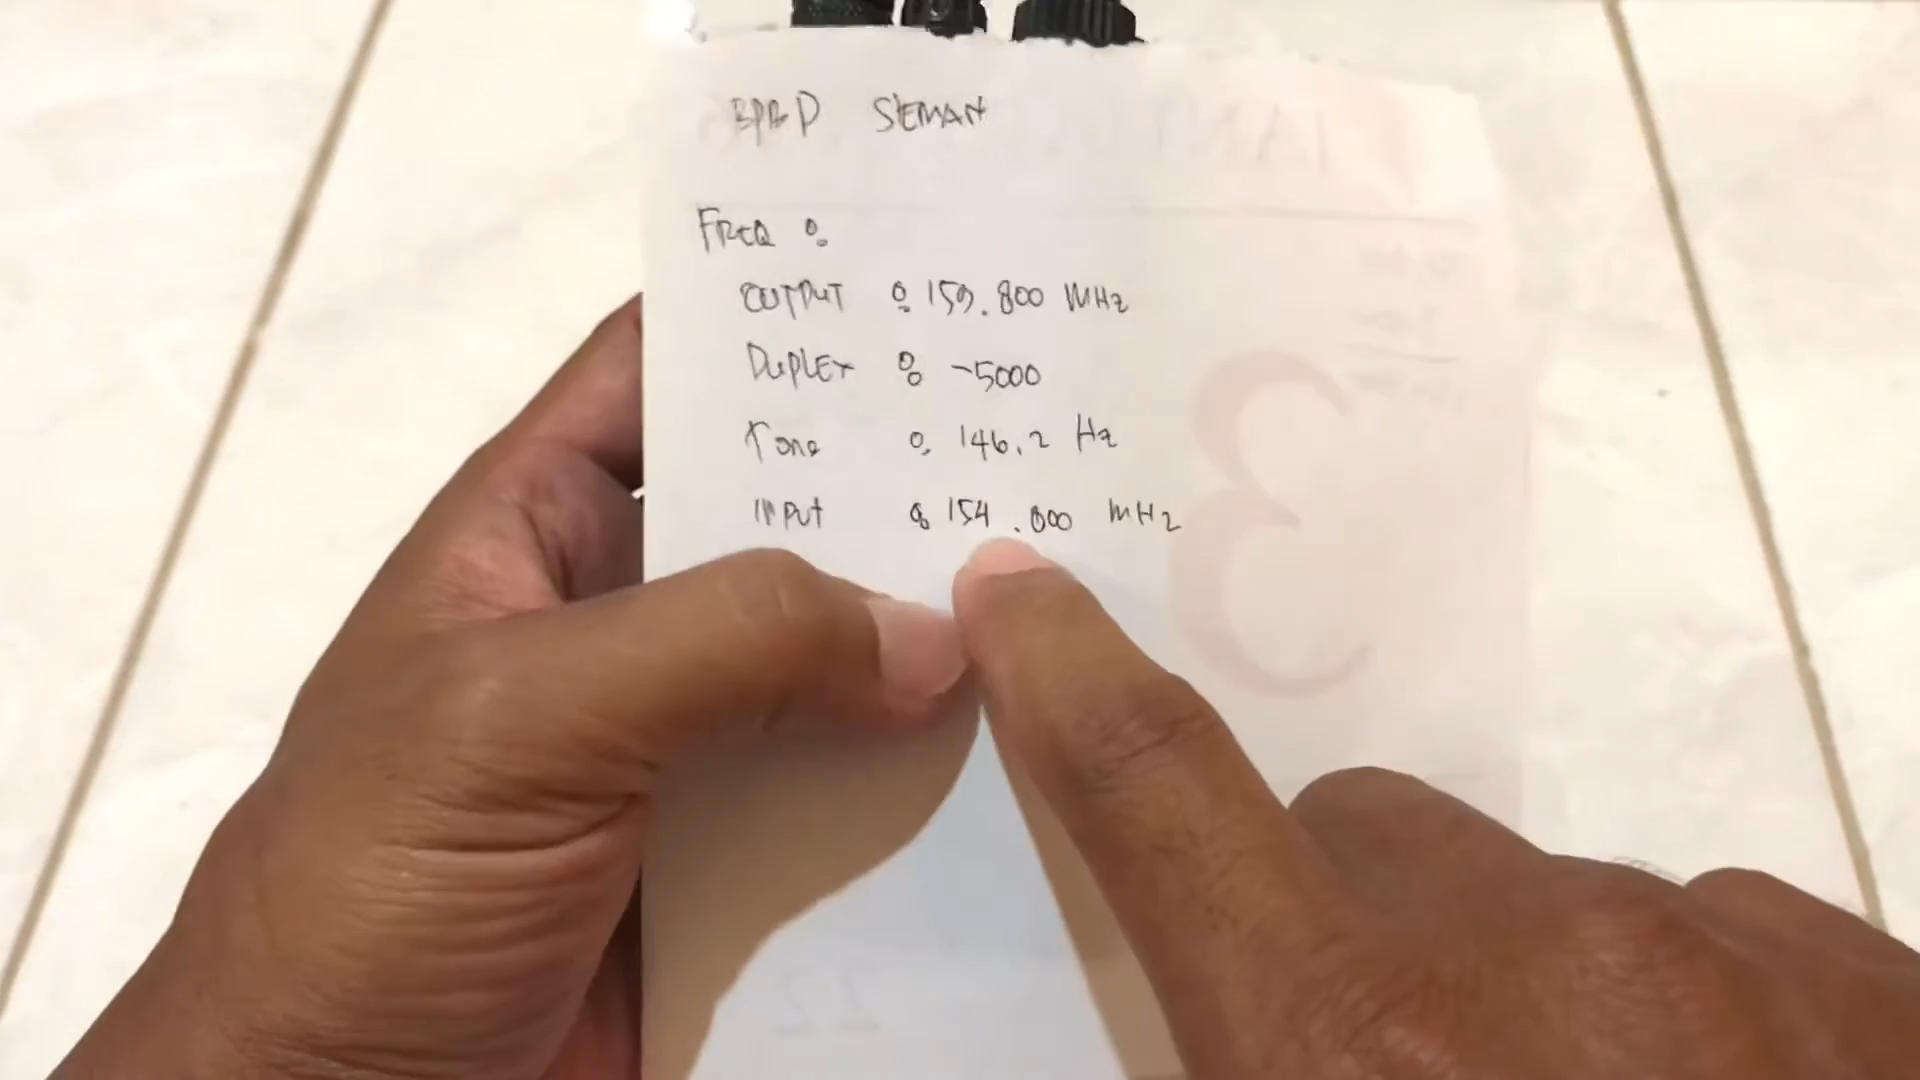 BPBD SLEMAN
FREQ :
OUTPUT : 159.800 MHz
DUPLEX : -5000
Tone : 146.2 Hz
INPUT : 154.800 MHz